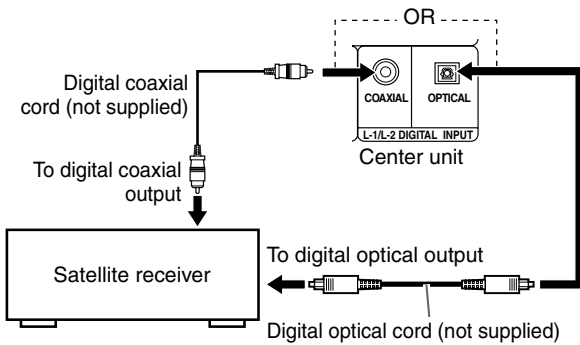 OR
Digital coaxial
cord (not supplied)
COAXIAL
OPTICAL
L-1/L-2 DIGITAL INPUT
Center unit
To digital coaxial
output
Satellite receiver
To digital optical output
Digital optical cord (not supplied)